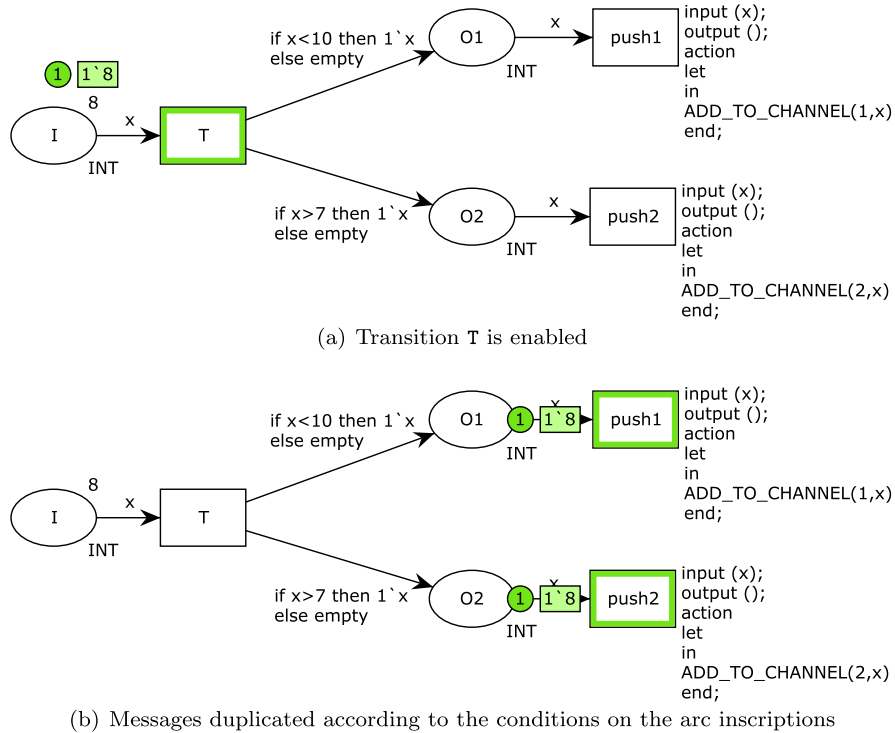 if x<10 then 1`x
else empty
O1
x
push1
INT
input (x);
output ();
action
let
in
ADD_TO_CHANNEL(1,x)
end;
1
1`8
8
I
x
T
INT
if x>7 then 1`x
else empty
O2
x
push2
INT
input (x);
output ();
action
let
in
ADD_TO_CHANNEL(2,x)
end;
(a) Transition T is enabled
if x<10 then 1`x
else empty
O1
1
x
1`8
push1
INT
input (x);
output ();
action
let
in
ADD_TO_CHANNEL(1,x)
end;
8
I
x
T
INT
if x>7 then 1`x
else empty
O2
1
x
1`8
push2
INT
input (x);
output ();
action
let
in
ADD_TO_CHANNEL(2,x)
end;
(b) Messages duplicated according to the conditions on the arc inscriptions